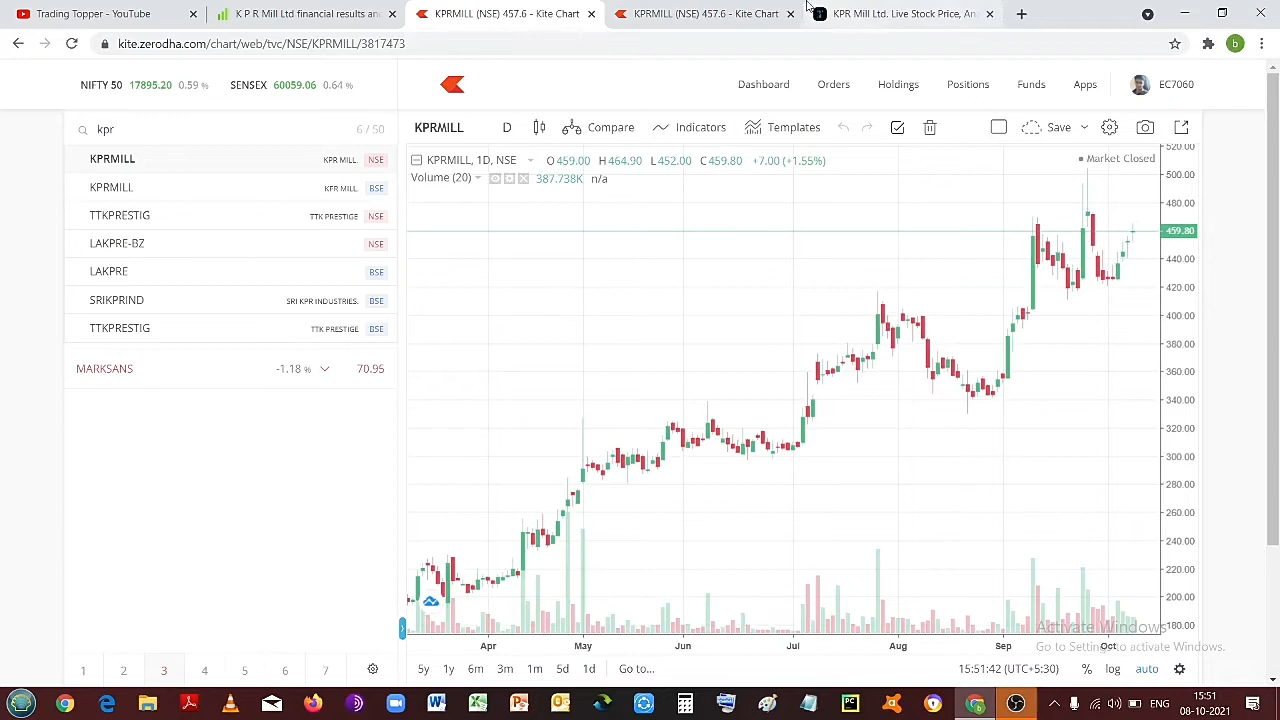 Trading Topper - YouTube
K P R Mill Ltd financial results an
KPRMILL (NSE) 457.6 - Kite Chart
KPRMILL (NSE) 457.6 - Kite Chart
KPR Mill Ltd. Live Stock Price, An
kite.zerodha.com/chart/web/tvc/NSE/KPRMILL/3817473
b
NIFTY 50 17895.20 0.59 %
SENSEX 60059.06 0.64 %
Dashboard
Orders
Holdings
Positions
Funds
Apps
EC7060
kpr
6 / 50
KPRMILL KPR MILL. NSE
KPRMILL KPR MILL. BSE
TTKPRESTIG TTK PRESTIGE NSE
LAKPRE-BZ NSE
LAKPRE BSE
SRIKPRIND SRI KPR INDUSTRIES. BSE
TTKPRESTIG TTK PRESTIGE BSE
MARKSANS -1.18 % 70.95
1 2 3 4 5 6 7
KPRMILL D Compare Indicators Templates Save
KPRMILL, 1D, NSE O459.00 H464.90 L452.00 C459.80 +7.00 (+1.55%)
Market Closed
Volume (20) 387.738K n/a
520.00
500.00
480.00
459.80
440.00
420.00
400.00
380.00
360.00
340.00
320.00
300.00
280.00
260.00
240.00
220.00
200.00
180.00
Apr May Jun Jul Aug Sep Oct
5y 1y 6m 3m 1m 5d 1d Go to...
15:51:42 (UTC+5:30) % log auto
Activate Windows
Go to Settings to activate Windows.
ENG
15:51
08-10-2021